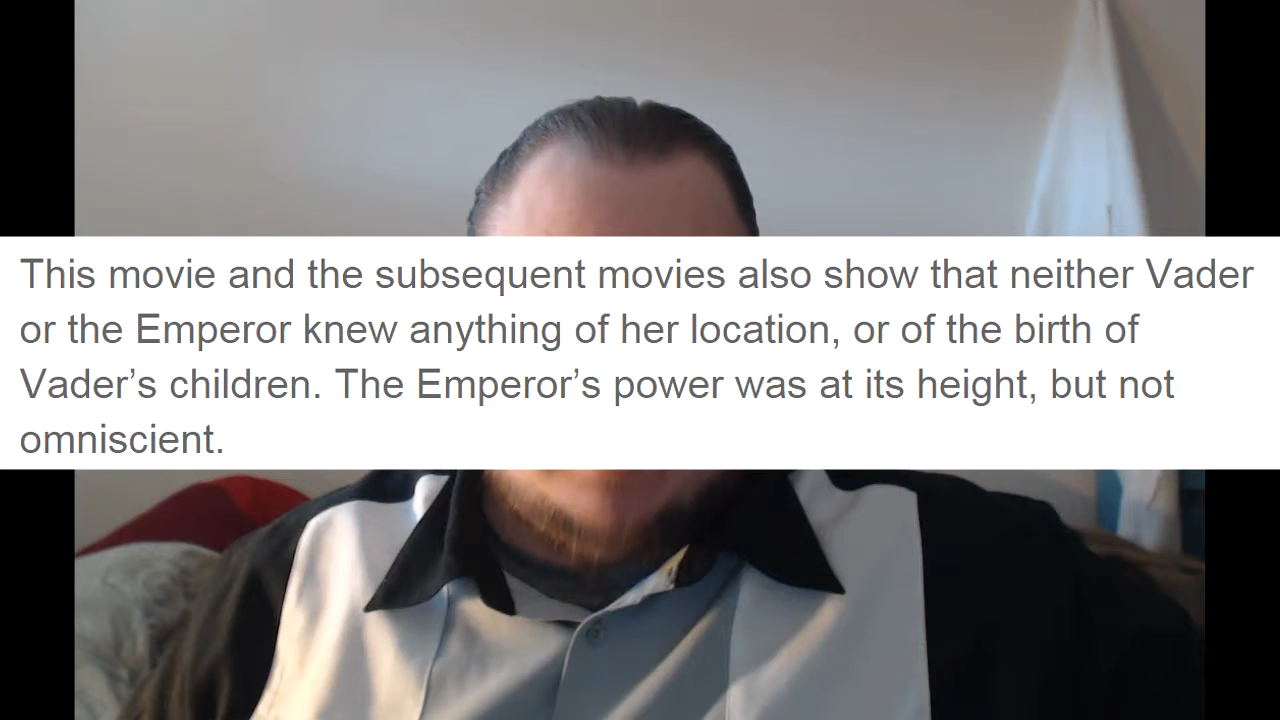 This movie and the subsequent movies also show that neither Vader
or the Emperor knew anything of her location, or of the birth of
Vader’s children. The Emperor’s power was at its height, but not
omniscient.